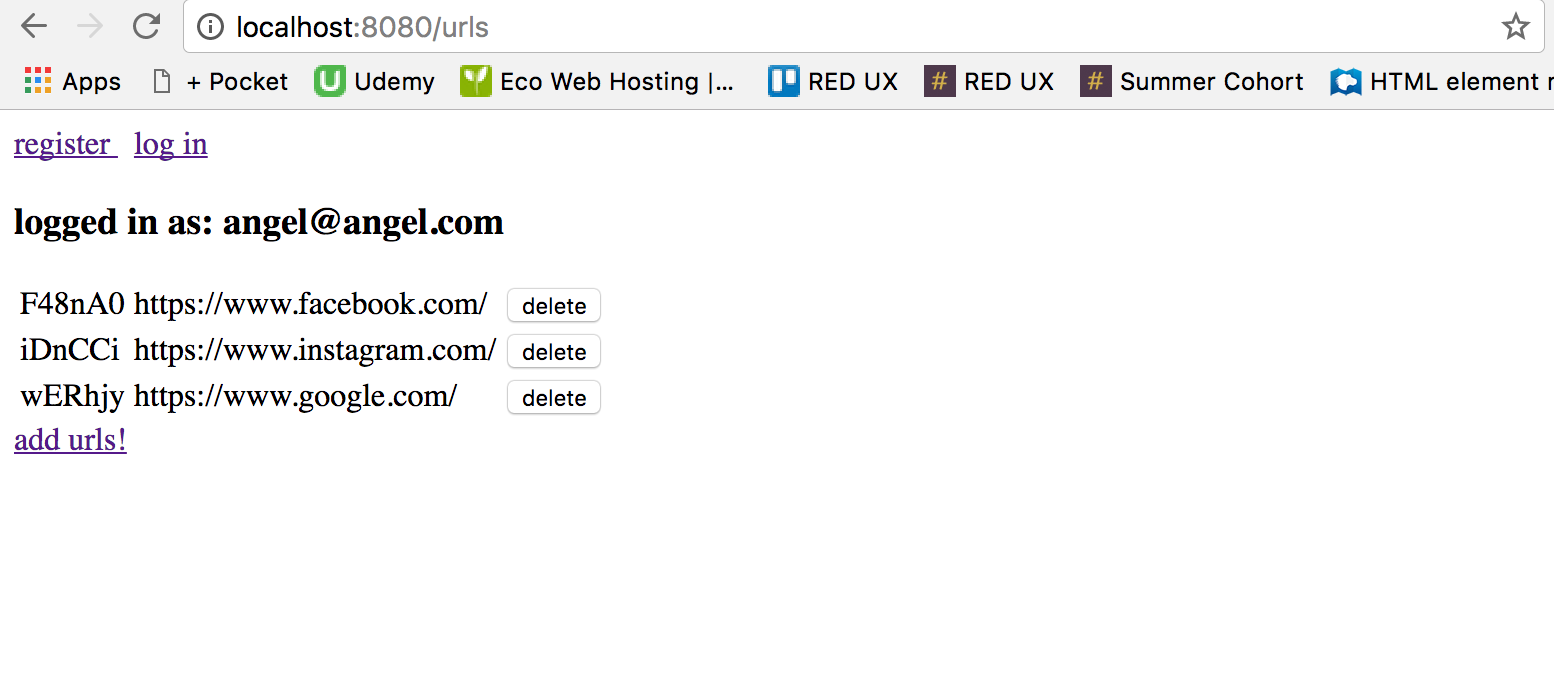 localhost:8080/urls
Apps + Pocket Udemy Eco Web Hosting |... RED UX # RED UX # Summer Cohort HTML element r
register log in
logged in as: angel@angel.com
F48nA0 https://www.facebook.com/ delete
iDnCCi https://www.instagram.com/ delete
wERhjy https://www.google.com/ delete
add urls!